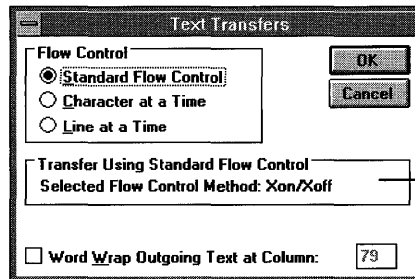 Text Transfers
Flow Control
Standard Flow Control
Character at a Time
Line at a Time
OK
Cancel
Transfer Using Standard Flow Control
Selected Flow Control Method: Xon/Xoff
Word Wrap Outgoing Text at Column: 79